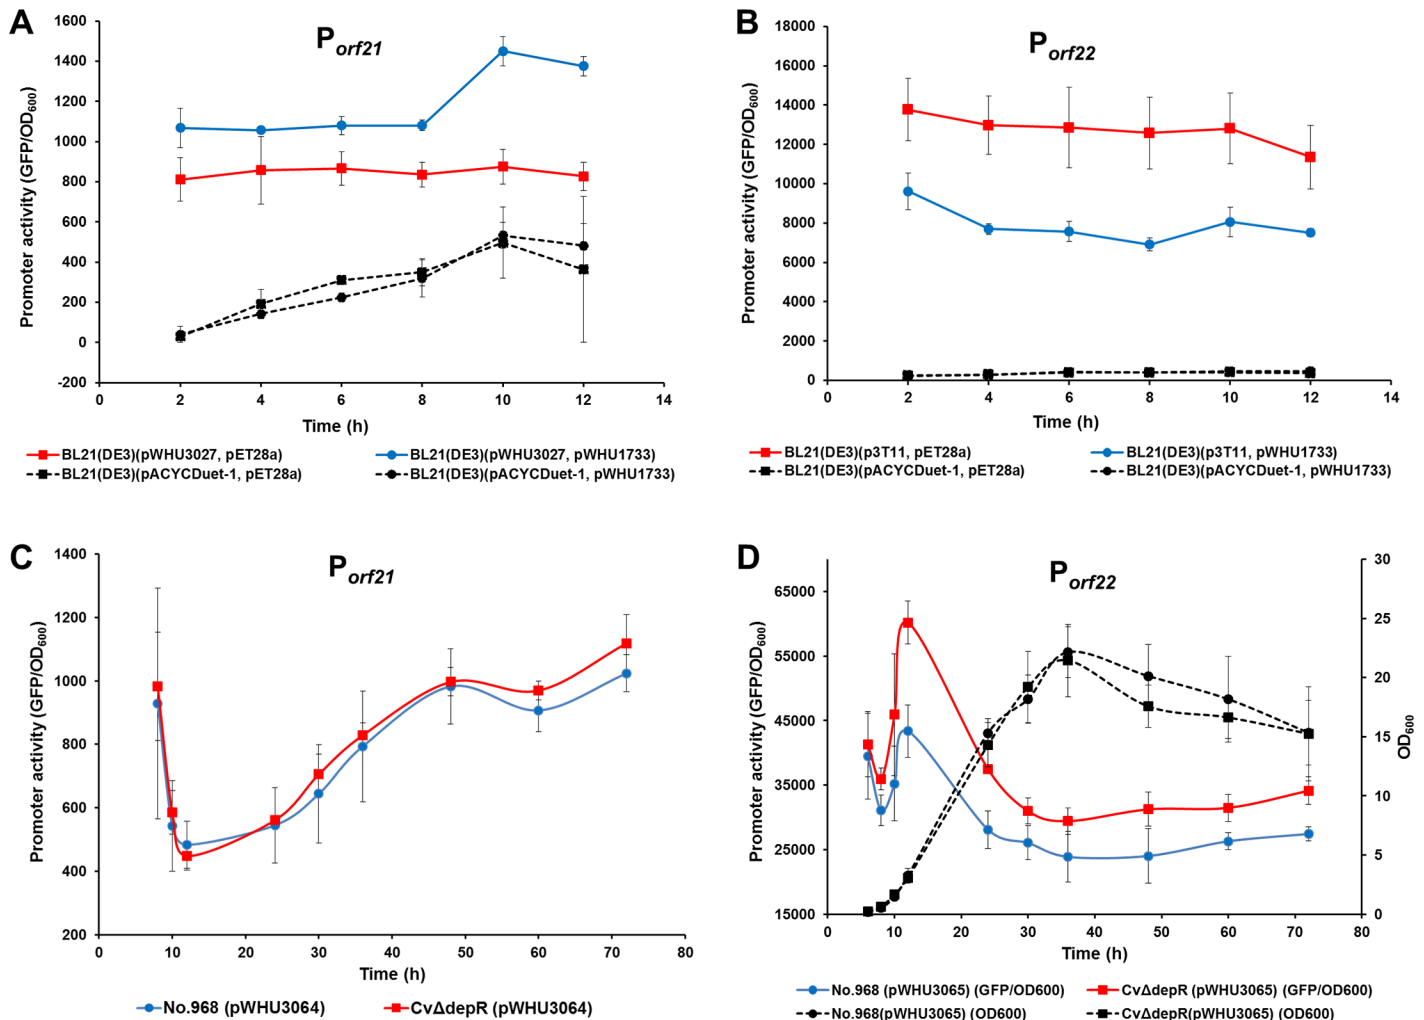 A
P orf21
Promoter activity (GFP/OD600)
1600
1400
1200
1000
800
600
400
200
0
-200
0 2 4 6 8 10 12 14
Time (h)
BL21(DE3)(pWHU3027, pET28a)
BL21(DE3)(pWHU3027, pWHU1733)
BL21(DE3)(pACYCDuet-1, pET28a)
BL21(DE3)(pACYCDuet-1, pWHU1733)
B
P orf22
Promoter activity (GFP/OD600)
18000
16000
14000
12000
10000
8000
6000
4000
2000
0
0 2 4 6 8 10 12 14
Time (h)
BL21(DE3)(p3T11, pET28a)
BL21(DE3)(p3T11, pWHU1733)
BL21(DE3)(pACYCDuet-1, pET28a)
BL21(DE3)(pACYCDuet-1, pWHU1733)
C
P orf21
Promoter activity (GFP/OD600)
1400
1200
1000
800
600
400
200
0 10 20 30 40 50 60 70 80
Time (h)
No.968 (pWHU3064)
CvΔdepR (pWHU3064)
D
P orf22
Promoter activity (GFP/OD600)
65000
55000
45000
35000
25000
15000
30
25
20
15
10
5
0
OD600
0 10 20 30 40 50 60 70 80
Time (h)
No.968 (pWHU3065) (GFP/OD600)
CvΔdepR (pWHU3065) (GFP/OD600)
No.968(pWHU3065) (OD600)
CvΔdepR(pWHU3065) (OD600)